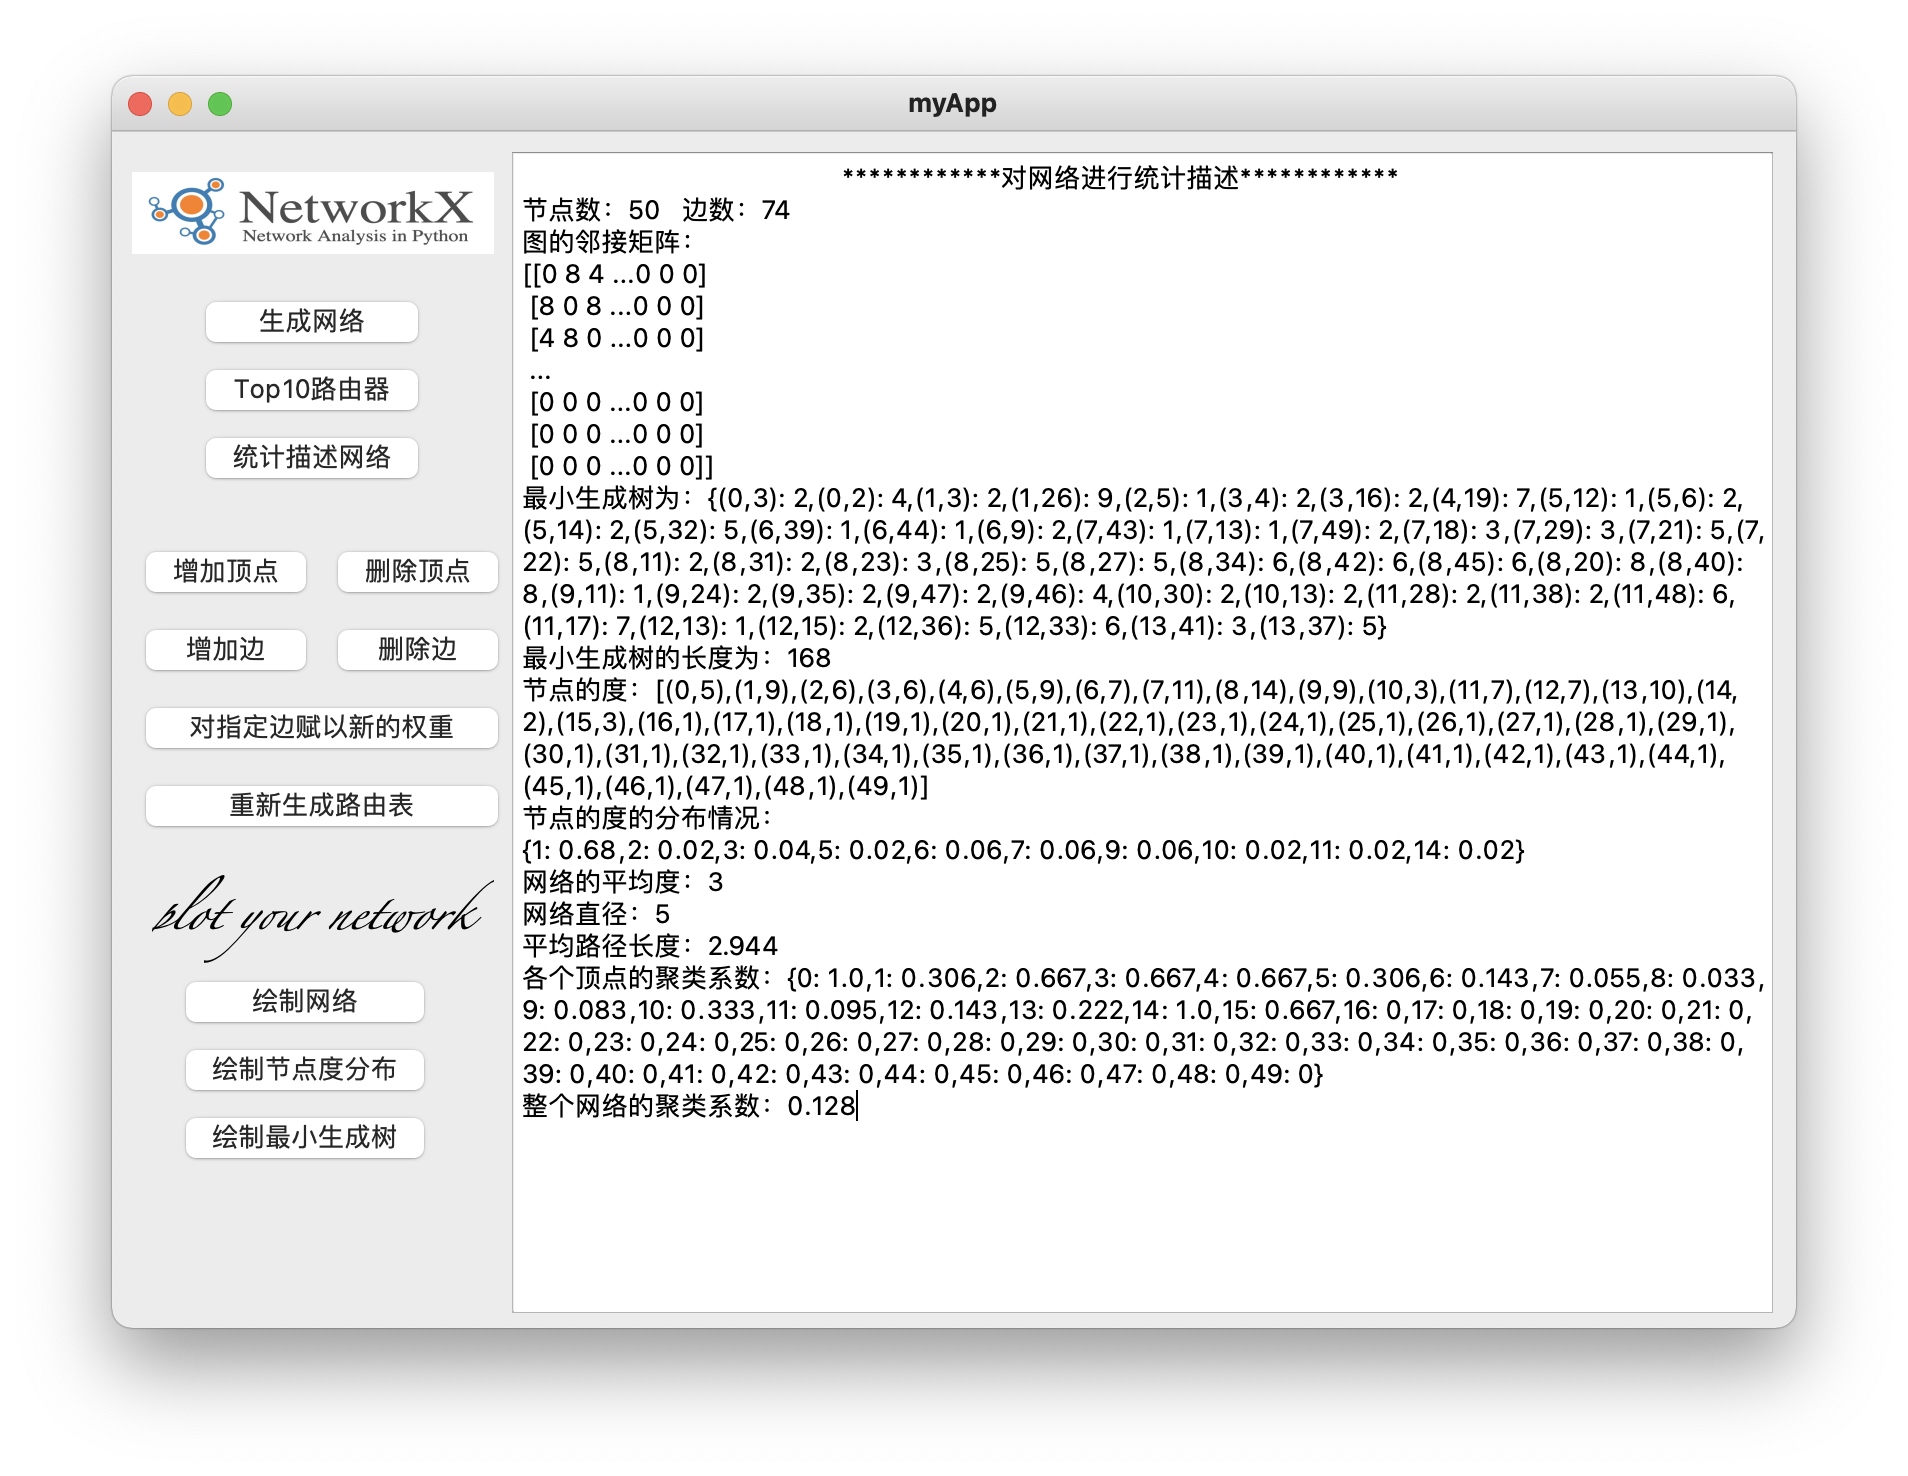 myApp
NetworkX
Network Analysis in Python
生成网络
Top10路由器
统计描述网络
增加顶点 删除顶点
增加边 删除边
对指定边赋以新的权重
重新生成路由表
plot your network
绘制网络
绘制节点度分布
绘制最小生成树
************对网络进行统计描述************
节点数：50 边数：74
图的邻接矩阵：
[[0 8 4 ...0 0 0]
[8 0 8 ...0 0 0]
[4 8 0 ...0 0 0]
...
[0 0 0 ...0 0 0]
[0 0 0 ...0 0 0]
[0 0 0 ...0 0 0]]
最小生成树为：{(0,3): 2,(0,2): 4,(1,3): 2,(1,26): 9,(2,5): 1,(3,4): 2,(3,16): 2,(4,19): 7,(5,12): 1,(5,6): 2,
(5,14): 2,(5,32): 5,(6,39): 1,(6,44): 1,(6,9): 2,(7,43): 1,(7,13): 1,(7,49): 2,(7,18): 3,(7,29): 3,(7,21): 5,(7,
22): 5,(8,11): 2,(8,31): 2,(8,23): 3,(8,25): 5,(8,27): 5,(8,34): 6,(8,42): 6,(8,45): 6,(8,20): 8,(8,40):
8,(9,11): 1,(9,24): 2,(9,35): 2,(9,47): 2,(9,46): 4,(10,30): 2,(10,13): 2,(11,28): 2,(11,38): 2,(11,48): 6,
(11,17): 7,(12,13): 1,(12,15): 2,(12,36): 5,(12,33): 6,(13,41): 3,(13,37): 5}
最小生成树的长度为：168
节点的度：[(0,5),(1,9),(2,6),(3,6),(4,6),(5,9),(6,7),(7,11),(8,14),(9,9),(10,3),(11,7),(12,7),(13,10),(14,
2),(15,3),(16,1),(17,1),(18,1),(19,1),(20,1),(21,1),(22,1),(23,1),(24,1),(25,1),(26,1),(27,1),(28,1),(29,1),
(30,1),(31,1),(32,1),(33,1),(34,1),(35,1),(36,1),(37,1),(38,1),(39,1),(40,1),(41,1),(42,1),(43,1),(44,1),
(45,1),(46,1),(47,1),(48,1),(49,1)]
节点的度的分布情况：
{1: 0.68,2: 0.02,3: 0.04,5: 0.02,6: 0.06,7: 0.06,9: 0.06,10: 0.02,11: 0.02,14: 0.02}
网络的平均度：3
网络直径：5
平均路径长度：2.944
各个顶点的聚类系数：{0: 1.0,1: 0.306,2: 0.667,3: 0.667,4: 0.667,5: 0.306,6: 0.143,7: 0.055,8: 0.033,
9: 0.083,10: 0.333,11: 0.095,12: 0.143,13: 0.222,14: 1.0,15: 0.667,16: 0,17: 0,18: 0,19: 0,20: 0,21: 0,
22: 0,23: 0,24: 0,25: 0,26: 0,27: 0,28: 0,29: 0,30: 0,31: 0,32: 0,33: 0,34: 0,35: 0,36: 0,37: 0,38: 0,
39: 0,40: 0,41: 0,42: 0,43: 0,44: 0,45: 0,46: 0,47: 0,48: 0,49: 0}
整个网络的聚类系数：0.128